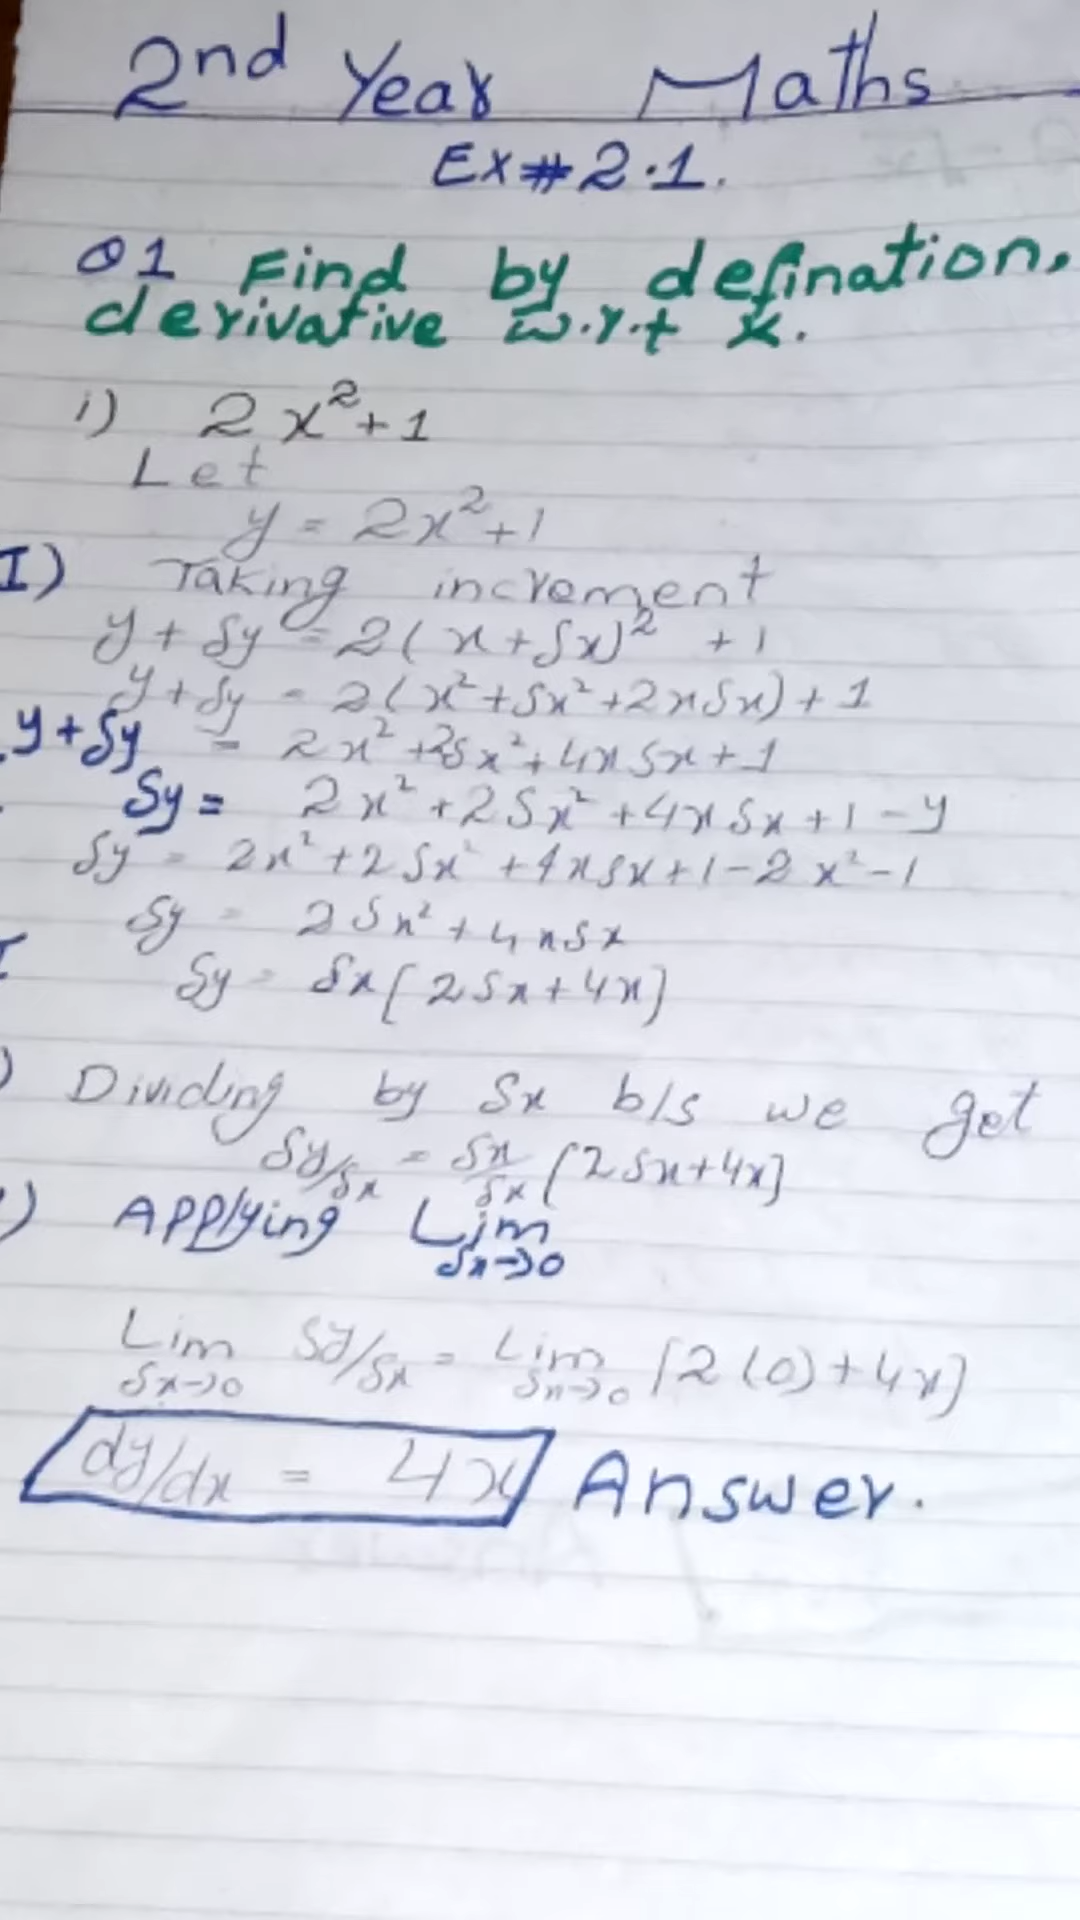 2nd Year Maths
Ex#2.1.
Q1 Find by defination,
derivative w.r.t x.
i) 2x²+1
Let
y = 2x²+1
I) Taking increment
y+δy = 2(x+δx)² +1
y+δy = 2(x²+δx²+2xδx)+1
y+δy = 2x²+2δx²+4xδx+1
δy = 2x²+2δx²+4xδx+1-y
δy = 2x²+2δx²+4xδx+1-2x²-1
δy = 2δx²+4xδx
δy = δx[2δx+4x]
) Dividing by δx b/s we get
δy/δx = δx/δx [2δx+4x]
) Applying Lim δx→0
Lim δx→0 δy/δx = Lim δx→0 [2(0)+4x]
dy/dx = 4x Answer.